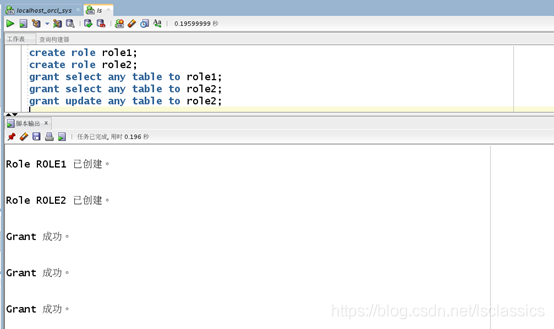 localhost_orcl_sys ls
0.19599999 秒
工作表 查询构建器
create role role1;
create role role2;
grant select any table to role1;
grant select any table to role2;
grant update any table to role2;
脚本输出
任务已完成, 用时 0.196 秒
Role ROLE1 已创建。
Role ROLE2 已创建。
Grant 成功。
Grant 成功。
Grant 成功。
https://blog.csdn.net/lsclassics